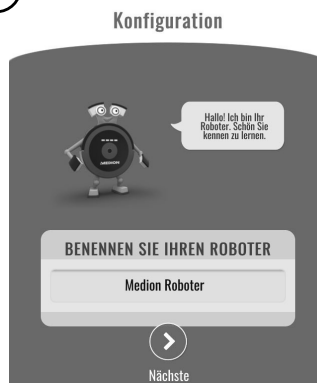 Konfiguration
Hallo! Ich bin Ihr
Roboter. Schön Sie
kennen zu lernen.
MEDION
BENENNEN SIE IHREN ROBOTER
Medion Roboter
Nächste